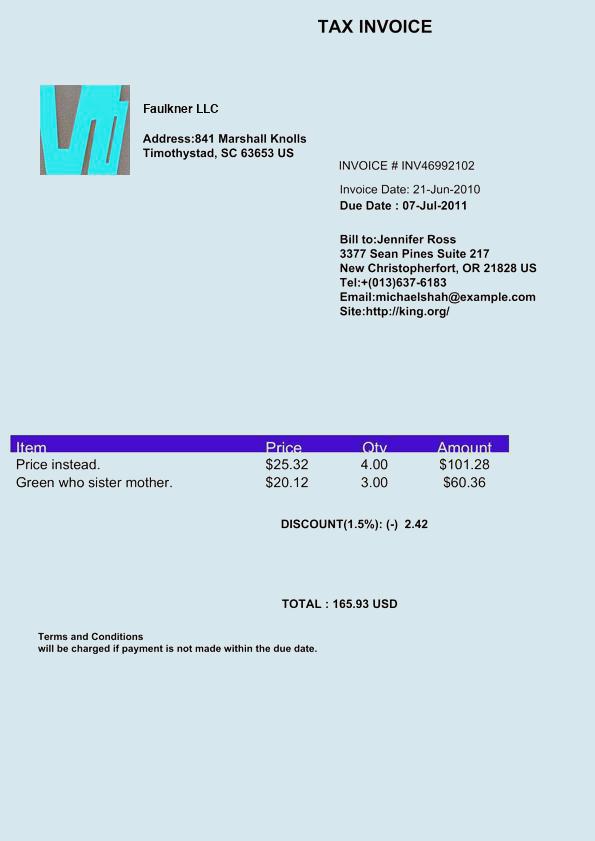 TAX INVOICE
Faulkner LLC
Address:841 Marshall Knolls
Timothystad, SC 63653 US
INVOICE # INV46992102
Invoice Date: 21-Jun-2010
Due Date : 07-Jul-2011
Bill to:Jennifer Ross
3377 Sean Pines Suite 217
New Christopherfort, OR 21828 US
Tel:+(013)637-6183
Email:michaelshah@example.com
Site:http://king.org/
Item Price Qty Amount
Price instead. $25.32 4.00 $101.28
Green who sister mother. $20.12 3.00 $60.36
DISCOUNT(1.5%): (-) 2.42
TOTAL : 165.93 USD
Terms and Conditions
will be charged if payment is not made within the due date.